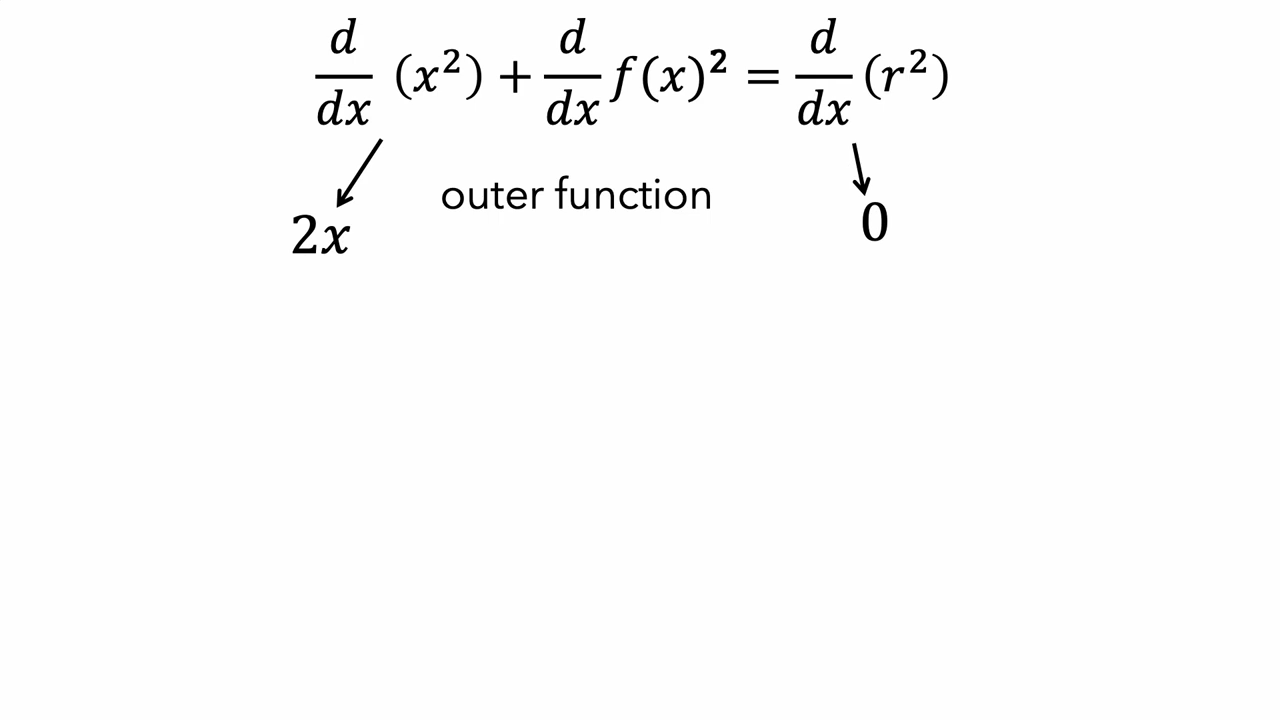 d/dx (x²) + d/dx f(x)² = d/dx (r²)
outer function
2x 0